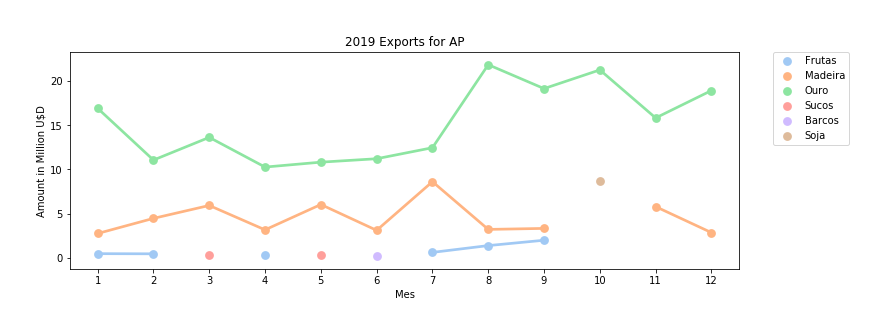 2019 Exports for AP
Frutas
Madeira
Ouro
Sucos
Barcos
Soja
Amount in Million U$D
20
15
10
5
0
1 2 3 4 5 6 7 8 9 10 11 12
Mes